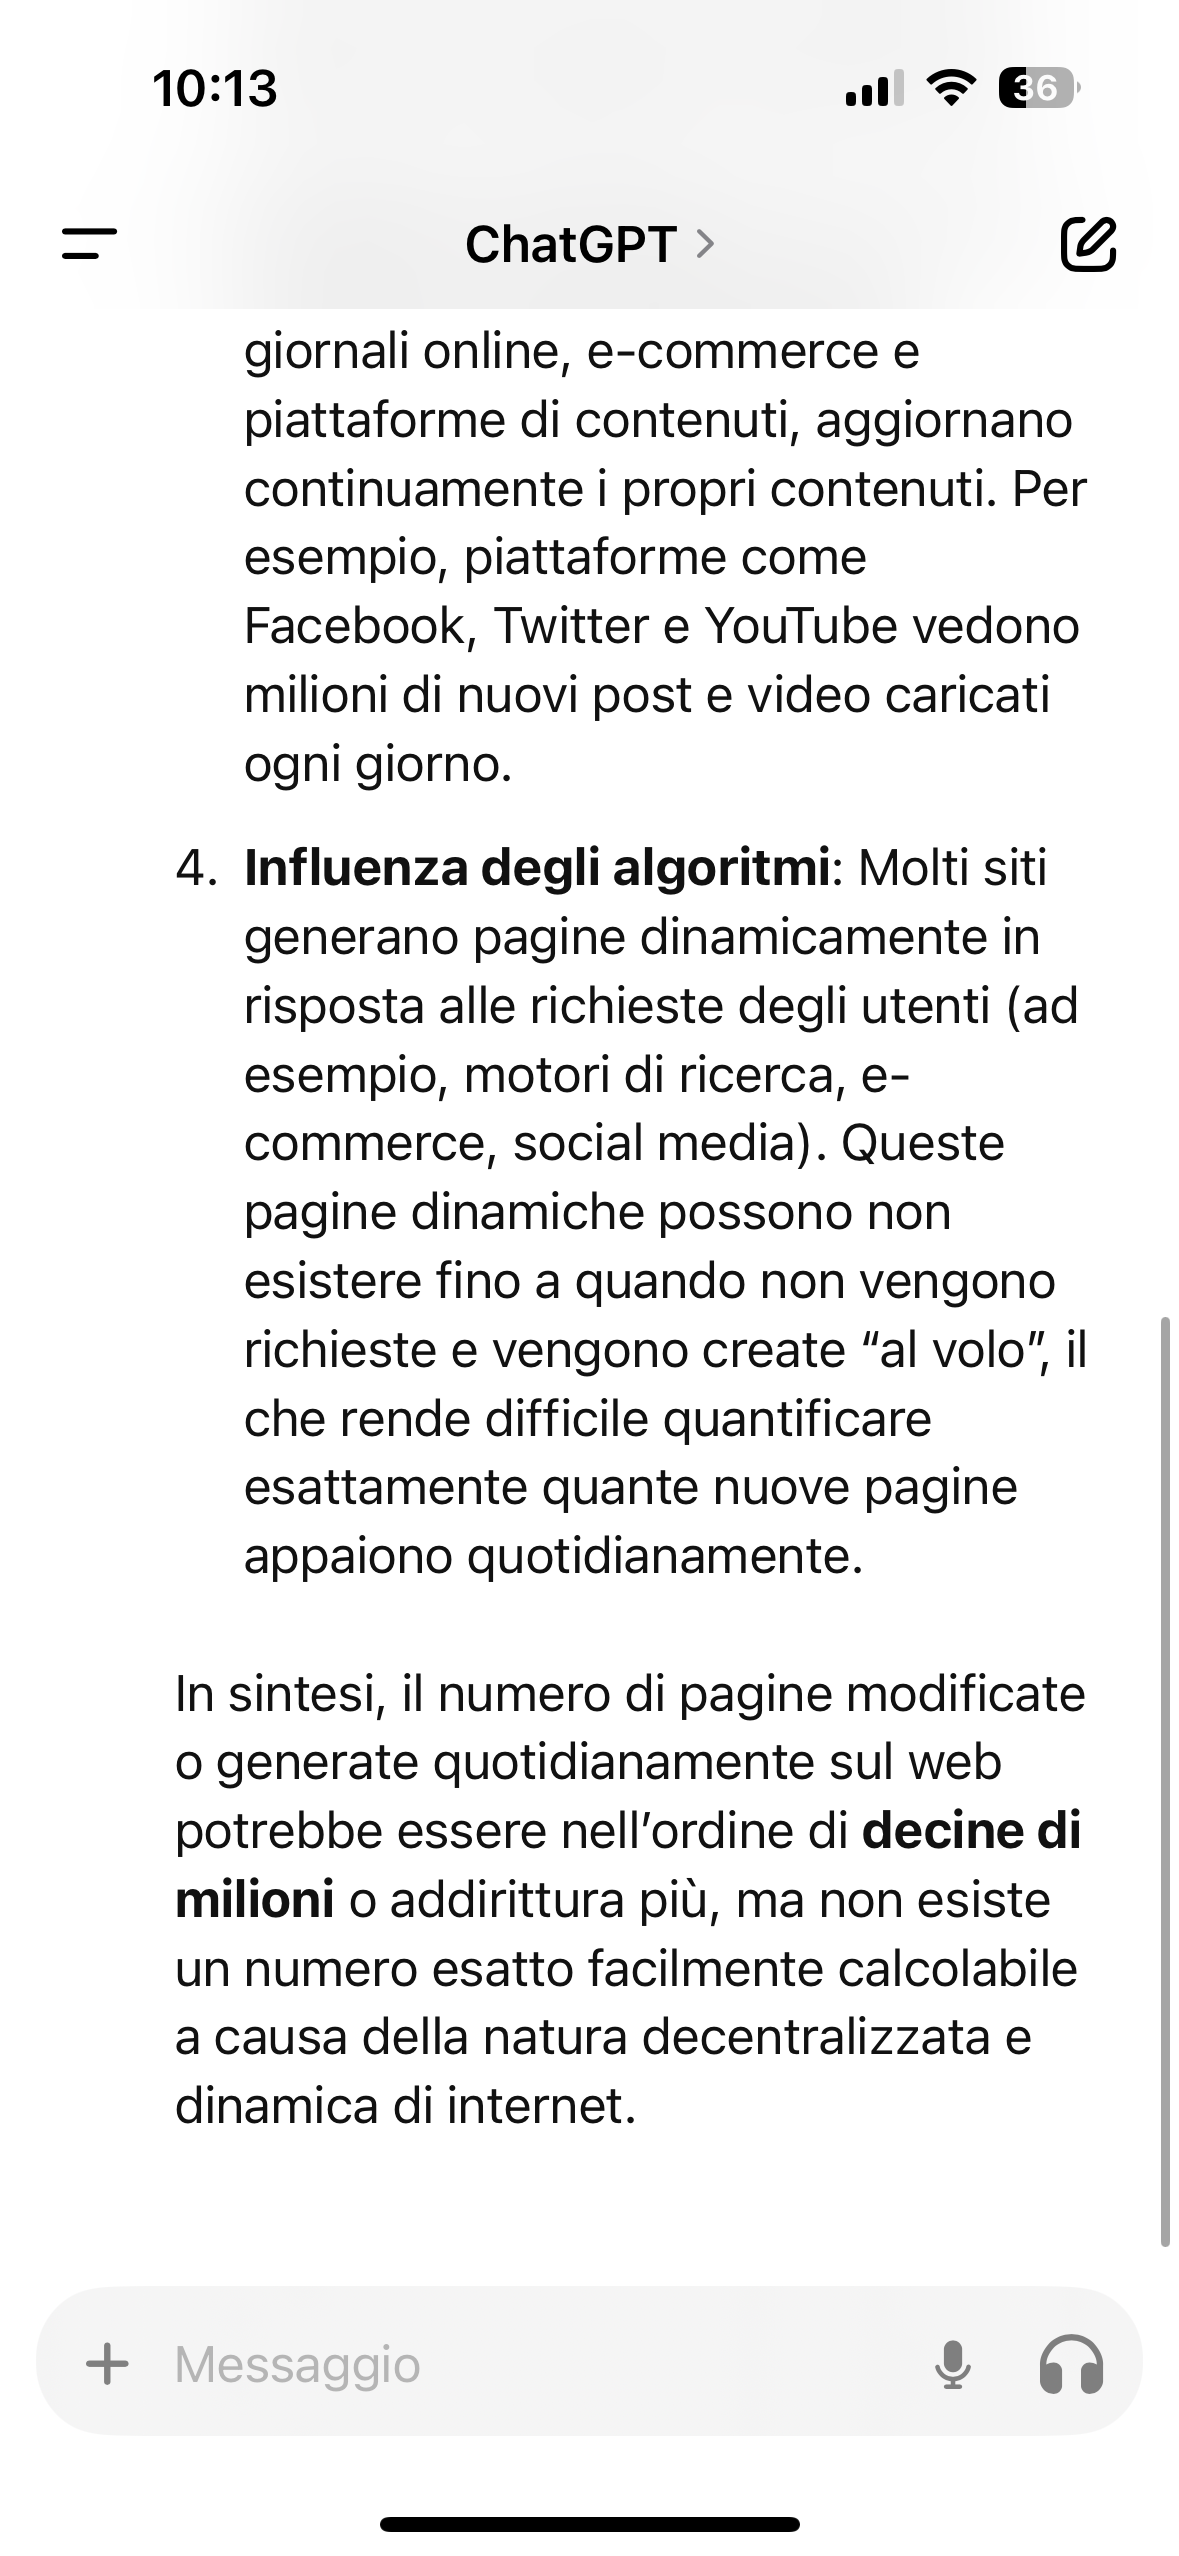 10:13
36
ChatGPT
giornali online, e-commerce e
piattaforme di contenuti, aggiornano
continuamente i propri contenuti. Per
esempio, piattaforme come
Facebook, Twitter e YouTube vedono
milioni di nuovi post e video caricati
ogni giorno.
4. Influenza degli algoritmi: Molti siti
generano pagine dinamicamente in
risposta alle richieste degli utenti (ad
esempio, motori di ricerca, e-
commerce, social media). Queste
pagine dinamiche possono non
esistere fino a quando non vengono
richieste e vengono create “al volo”, il
che rende difficile quantificare
esattamente quante nuove pagine
appaiono quotidianamente.
In sintesi, il numero di pagine modificate
o generate quotidianamente sul web
potrebbe essere nell’ordine di decine di
milioni o addirittura più, ma non esiste
un numero esatto facilmente calcolabile
a causa della natura decentralizzata e
dinamica di internet.
Messaggio